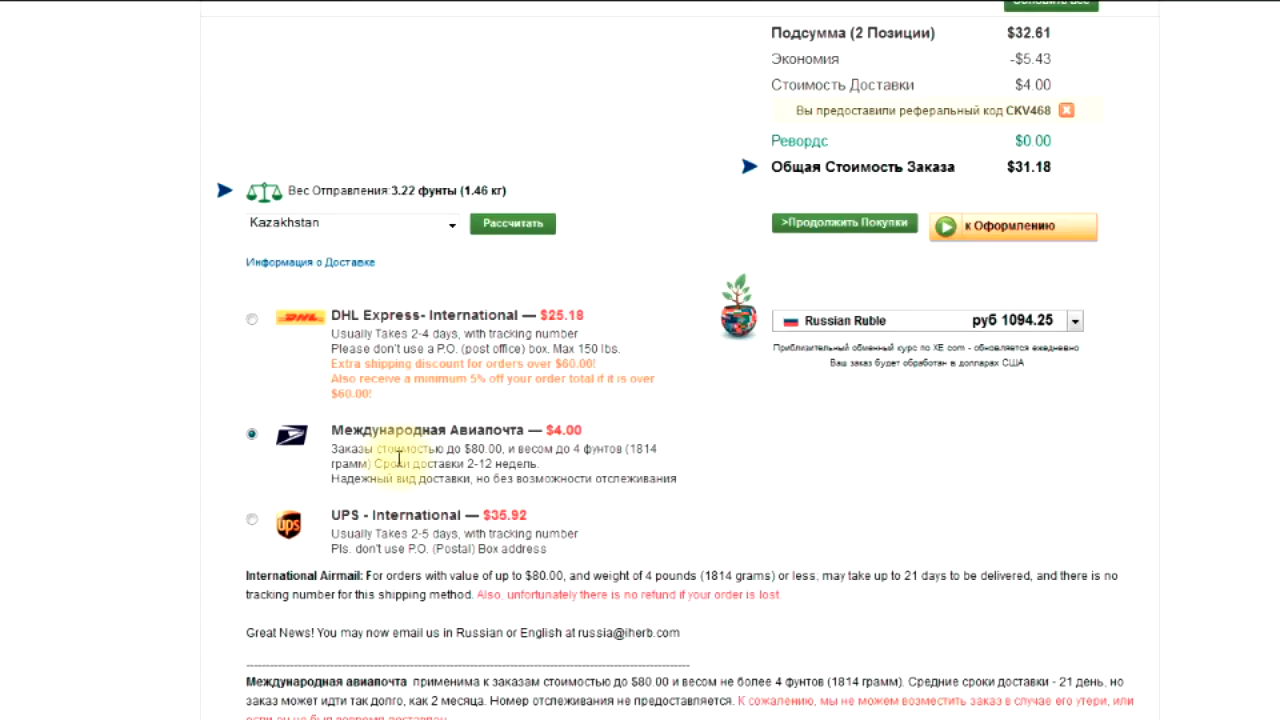 Обновить Все
Подсумма (2 Позиции) $32.61
Экономия -$5.43
Стоимость Доставки $4.00
Вы предоставили реферальный код CKV468
Ревордс $0.00
Общая Стоимость Заказа $31.18
Вес Отправления:3.22 фунты (1.46 кг)
Kazakhstan Рассчитать
>Продолжить Покупки к Оформлению
Информация о Доставке
DHL DHL Express- International — $25.18
Usually Takes 2-4 days, with tracking number
Please don't use a P.O. (post office) box. Max 150 lbs.
Extra shipping discount for orders over $60.00!
Also receive a minimum 5% off your order total if it is over
$60.00!
Russian Ruble руб 1094.25
Приблизительный обменный курс по XE.com - обновляется ежедневно
Ваш заказ будет обработан в долларах США
Международная Авиапочта — $4.00
Заказы стоимостью до $80.00, и весом до 4 фунтов (1814
грамм) Сроки доставки 2-12 недель.
Надежный вид доставки, но без возможности отслеживания
ups UPS - International — $35.92
Usually Takes 2-5 days, with tracking number
Pls. don't use P.O. (Postal) Box address
International Airmail: For orders with value of up to $80.00, and weight of 4 pounds (1814 grams) or less, may take up to 21 days to be delivered, and there is no
tracking number for this shipping method. Also, unfortunately there is no refund if your order is lost.
Great News! You may now email us in Russian or English at russia@iherb.com
Международная авиапочта применима к заказам стоимостью до $80.00 и весом не более 4 фунтов (1814 грамм). Средние сроки доставки - 21 день, но
заказ может идти так долго, как 2 месяца. Номер отслеживания не предоставляется. К сожалению, мы не можем возместить заказ в случае его утери, или
если он не был вовремя доставлен.